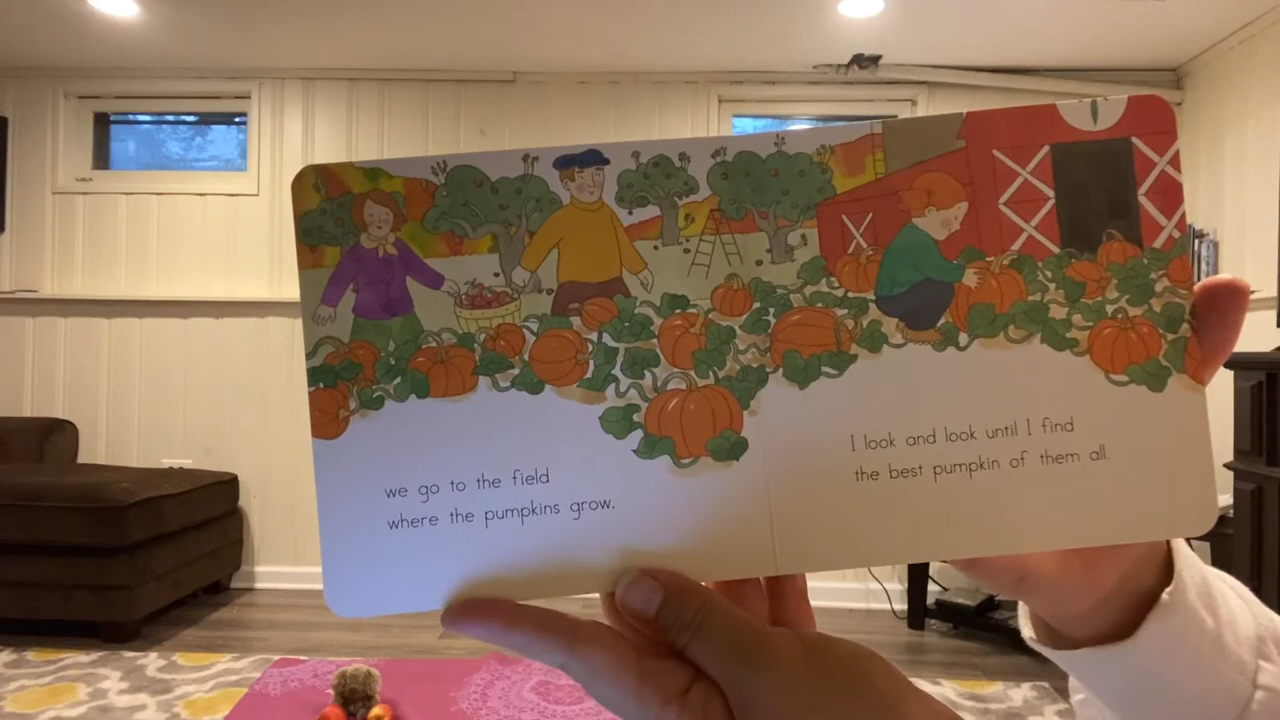 we go to the field
where the pumpkins grow.
I look and look until I find
the best pumpkin of them all.